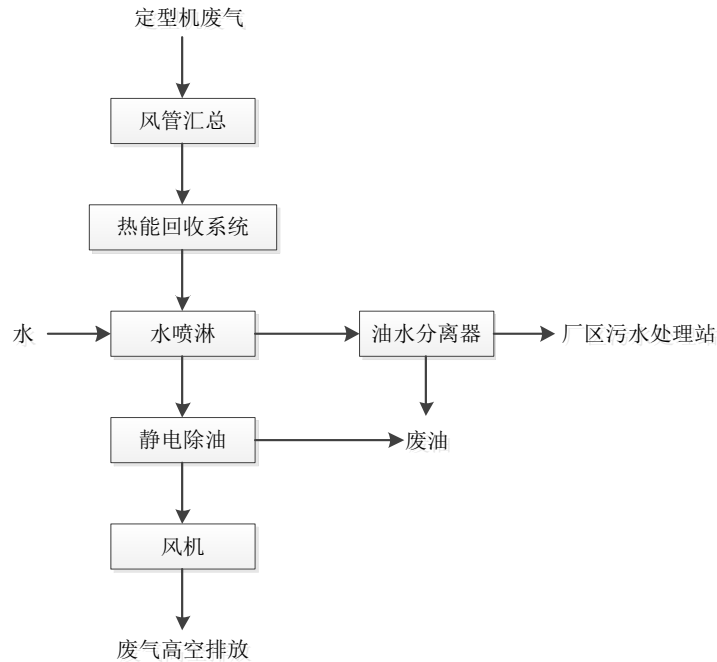 定型机废气
风管汇总
热能回收系统
水
水喷淋
油水分离器
厂区污水处理站
静电除油
废油
风机
废气高空排放